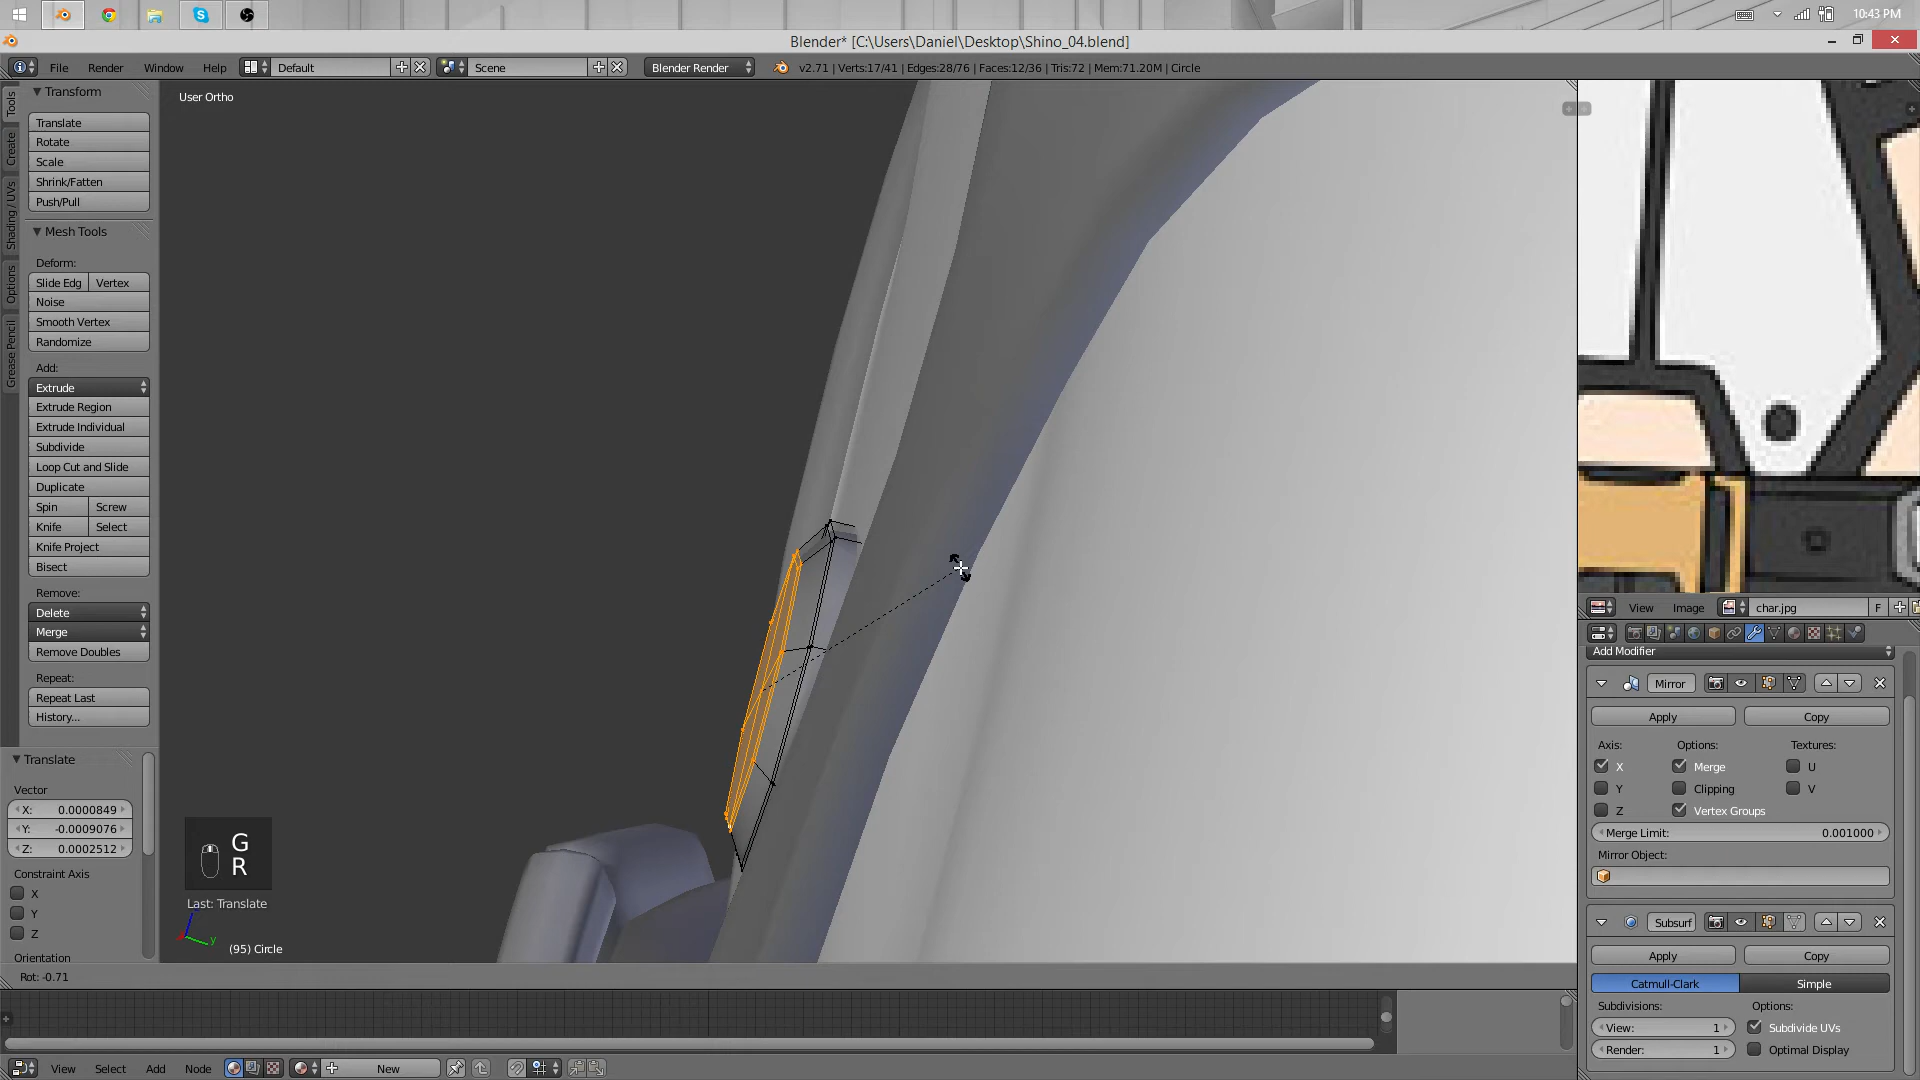 10:43 PM
Blender* [C:\Users\Daniel\Desktop\Shino_04.blend]
File Render Window Help Default Scene Blender Render v2.71 | Verts:17/41 | Edges:28/76 | Faces:12/36 | Tris:72 | Mem:71.20M | Circle
Tools
Create
Shading / UVs
Options
Grease Pencil
Transform
Translate
Rotate
Scale
Shrink/Fatten
Push/Pull
Mesh Tools
Deform:
Slide Edg Vertex
Noise
Smooth Vertex
Randomize
Add:
Extrude
Extrude Region
Extrude Individual
Subdivide
Loop Cut and Slide
Duplicate
Spin Screw
Knife Select
Knife Project
Bisect
Remove:
Delete
Merge
Remove Doubles
Repeat:
Repeat Last
History...
Translate
Vector
X: 0.0000849
Y: -0.0009076
Z: 0.0002512
Constraint Axis
X
Y
Z
Orientation
User Ortho
G
R
Last: Translate
y
(95) Circle
Rot: -0.71
View Select Add Node New
View Image char.jpg F
Add Modifier
Mirror
Apply Copy
Axis: Options: Textures:
X Merge U
Y Clipping V
Z Vertex Groups
Merge Limit: 0.001000
Mirror Object:
Subsurf
Apply Copy
Catmull-Clark Simple
Subdivisions: Options:
View: 1 Subdivide UVs
Render: 1 Optimal Display